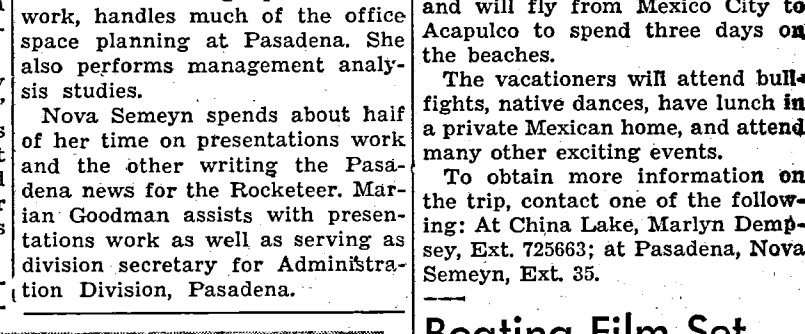 work, handles much of the office
space planning at Pasadena. She
also performs management analy-
sis studies.
Nova Semeyn spends about half
of her time on presentations work
and the other writing the Pasa-
dena news for the Rocketeer. Mar-
ian Goodman assists with presen-
tations work as well as serving as
division secretary for Administra-
tion Division, Pasadena.
and will fly from Mexico City to
Acapulco to spend three days on
the beaches.
The vacationers will attend bull-
fights, native dances, have lunch in
a private Mexican home, and attend
many other exciting events.
To obtain more information on
the trip, contact one of the follow-
ing: At China Lake, Marlyn Demp-
sey, Ext. 725663; at Pasadena, Nova
Semeyn, Ext. 35.
Boating Film Set